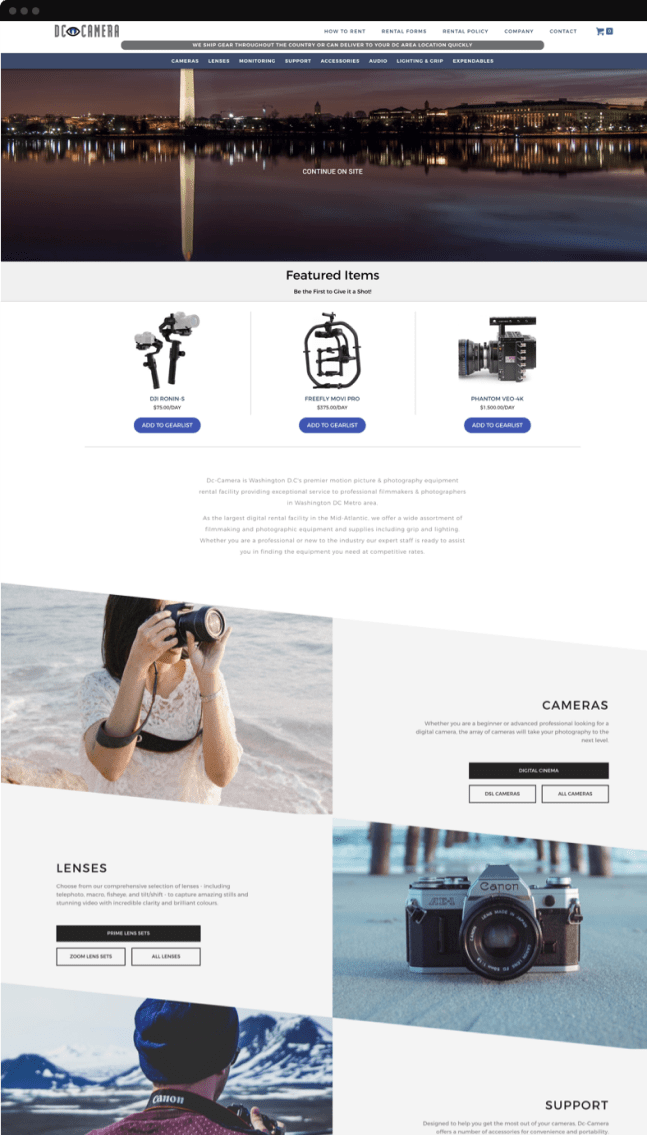 DC CAMERA
HOW TO RENT RENTAL FORMS RENTAL POLICY COMPANY CONTACT 0
WE SHIP GEAR THROUGHOUT THE COUNTRY OR CAN DELIVER TO YOUR DC AREA LOCATION QUICKLY
CAMERAS LENSES MONITORING SUPPORT ACCESSORIES AUDIO LIGHTING & GRIP EXPENDABLES
CONTINUE ON SITE
Featured Items
Be the First to Give it a Shot!
DJI RONIN-S
$75.00/DAY
ADD TO GEARLIST
FREEFLY MOVI PRO
$375.00/DAY
ADD TO GEARLIST
PHANTOM VEO-4K
$1,500.00/DAY
ADD TO GEARLIST
Dc-Camera is Washington D.C's premier motion picture & photography equipment
rental facility providing exceptional service to professional filmmakers & photographers
in Washington DC Metro area.
As the largest digital rental facility in the Mid-Atlantic, we offer a wide assortment of
filmmaking and photographic equipment and supplies including grip and lighting.
Whether you are a professional or new to the industry our expert staff is ready to assist
you in finding the equipment you need at competitive rates.
CAMERAS
Whether you are a beginner or advanced professional looking for a
digital camera, the array of cameras will take your photography to the
next level.
DIGITAL CINEMA
DSL CAMERAS ALL CAMERAS
LENSES
Choose from our comprehensive selection of lenses - including
telephoto, macro, fisheye, and tilt/shift - to capture amazing stills and
stunning video with incredible clarity and brilliant colours.
PRIME LENS SETS
ZOOM LENS SETS ALL LENSES
Canon
AE-1
Canon
SUPPORT
Designed to help you get the most out of your cameras, Dc-Camera
offers a number of accessories for convenience and portability.